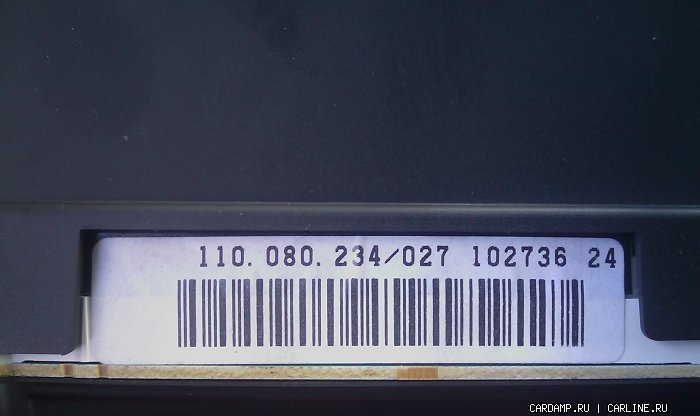 110.080.234/027 102736 24
CARDAMP.RU | CARLINE.RU